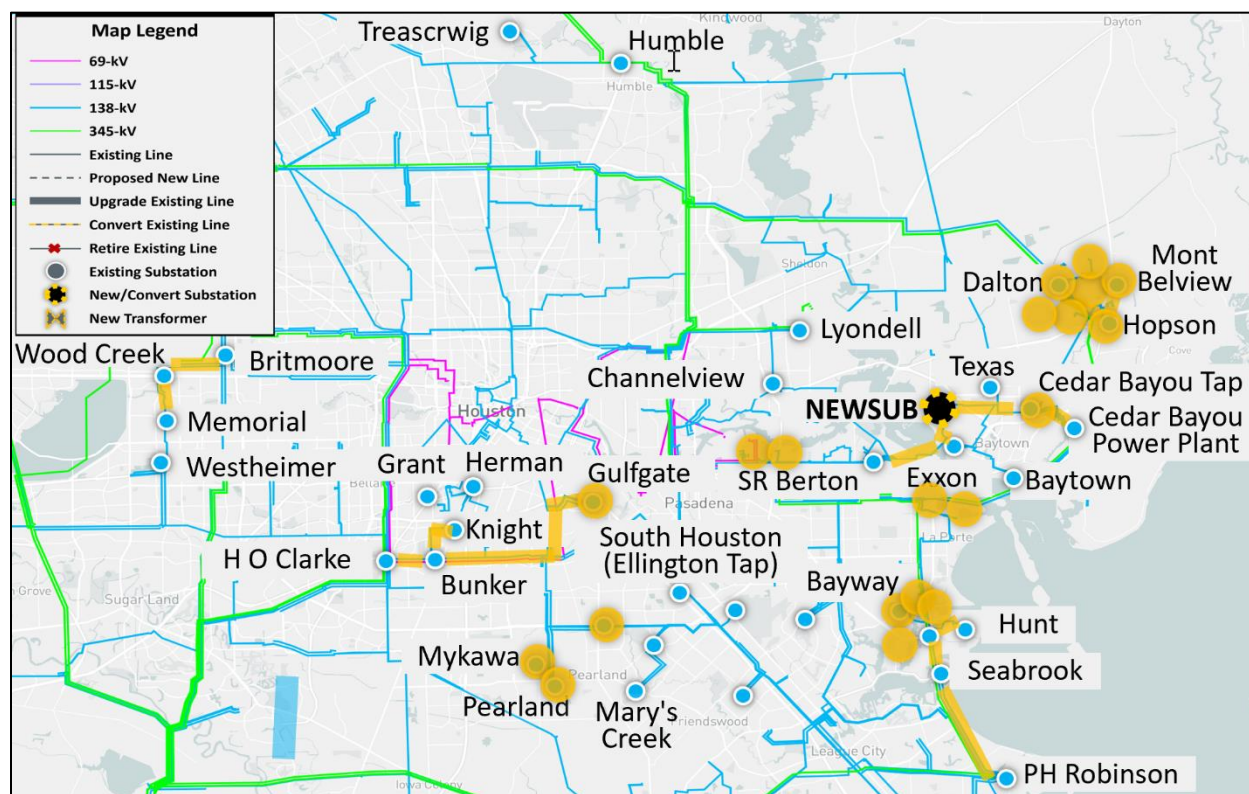 Map Legend
69-kV
115-kV
138-kV
345-kV
Existing Line
Proposed New Line
Upgrade Existing Line
Convert Existing Line
Retire Existing Line
Existing Substation
New/Convert Substation
New Transformer
Treascrwig
Humble
Kingwood
Dayton
Humble
Sheldon
Dalton
Mont
Belview
Hopson
Cove
Lyondell
Wood Creek
Britmoore
Channelview
Texas
Cedar Bayou Tap
Houston
NEWSUB
Memorial
Cedar Bayou
Power Plant
Baytown
Westheimer
Grant
Herman
Bellaire
Gulfgate
SR Berton
Exxon
Baytown
Pasadena
Knight
South Houston
(Ellington Tap)
La Porte
H O Clarke
Bunker
Bayway
Sugar Land
Hunt
Mykawa
Pearland
Seabrook
Pearland
Mary's
Creek
Friendswood
League City
PH Robinson
Iowa Colony